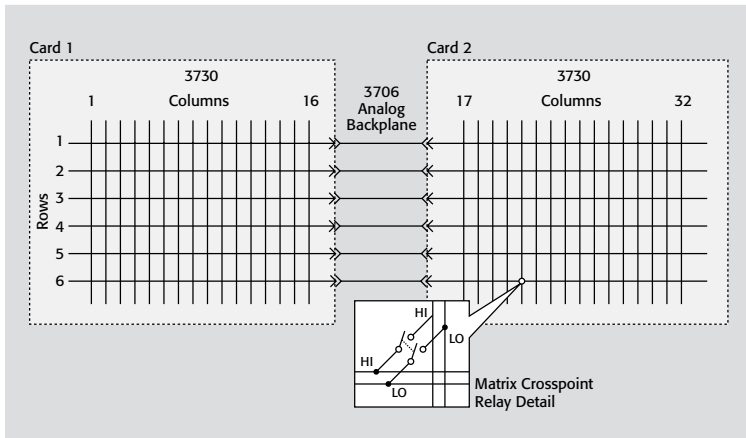 Card 1
Card 2
3730
3706
Analog
Backplane
3730
1 Columns 16
17 Columns 32
Rows
1
2
3
4
5
6
HI
LO
HI
LO
Matrix Crosspoint
Relay Detail